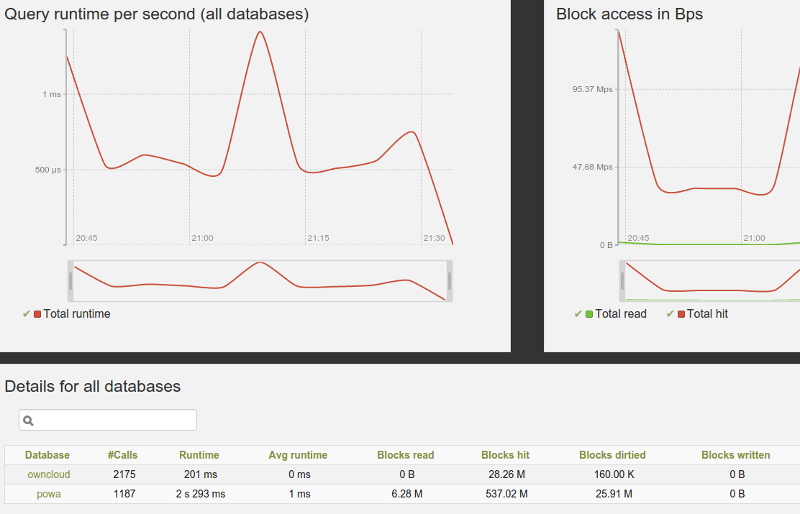 Query runtime per second (all databases)
1 ms
500 µs
20:45 21:00 21:15 21:30
✔ Total runtime
Block access in Bps
95.37 Mps
47.68 Mps
0 B
20:45 21:00
✔ Total read ✔ Total hit
Details for all databases
Database #Calls Runtime Avg runtime Blocks read Blocks hit Blocks dirtied Blocks written
owncloud 2175 201 ms 0 ms 0 B 28.26 M 160.00 K 0 B
powa 1187 2 s 293 ms 1 ms 6.28 M 537.02 M 25.91 M 0 B